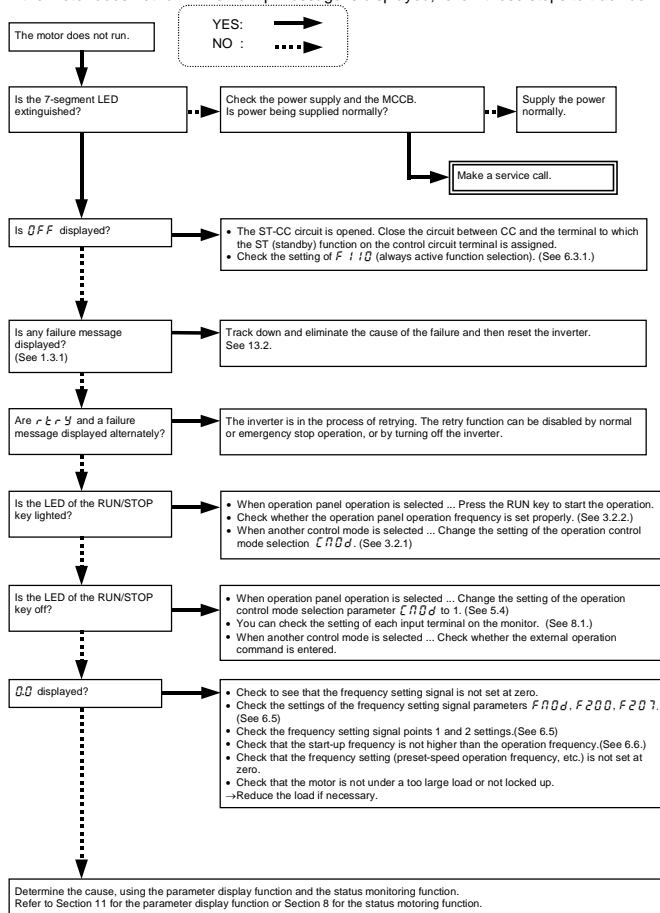 YES:
NO :
The motor does not run.
Is the 7-segment LED
extinguished?
Check the power supply and the MCCB.
Is power being supplied normally?
Supply the power
normally.
Make a service call.
Is OFF displayed?
• The ST-CC circuit is opened. Close the circuit between CC and the terminal to which
the ST (standby) function on the control circuit terminal is assigned.
• Check the setting of F110 (always active function selection). (See 6.3.1.)
Is any failure message
displayed?
(See 1.3.1)
Track down and eliminate the cause of the failure and then reset the inverter.
See 13.2.
Are rtrY and a failure
message displayed alternately?
The inverter is in the process of retrying. The retry function can be disabled by normal
or emergency stop operation, or by turning off the inverter.
Is the LED of the RUN/STOP
key lighted?
• When operation panel operation is selected ... Press the RUN key to start the operation.
• Check whether the operation panel operation frequency is set properly. (See 3.2.2.)
• When another control mode is selected ... Change the setting of the operation control
mode selection CMOd. (See 3.2.1)
Is the LED of the RUN/STOP
key off?
• When operation panel operation is selected ... Change the setting of the operation
control mode selection parameter CMOd to 1. (See 5.4)
• You can check the setting of each input terminal on the monitor. (See 8.1.)
• When another control mode is selected ... Check whether the external operation
command is entered.
0.0 displayed?
• Check to see that the frequency setting signal is not set at zero.
• Check the settings of the frequency setting signal parameters FMOd, F200, F207.
(See 6.5)
• Check the frequency setting signal points 1 and 2 settings.(See 6.5)
• Check that the start-up frequency is not higher than the operation frequency.(See 6.6.)
• Check that the frequency setting (preset-speed operation frequency, etc.) is not set at
zero.
• Check that the motor is not under a too large load or not locked up.
→Reduce the load if necessary.
Determine the cause, using the parameter display function and the status monitoring function.
Refer to Section 11 for the parameter display function or Section 8 for the status motoring function.